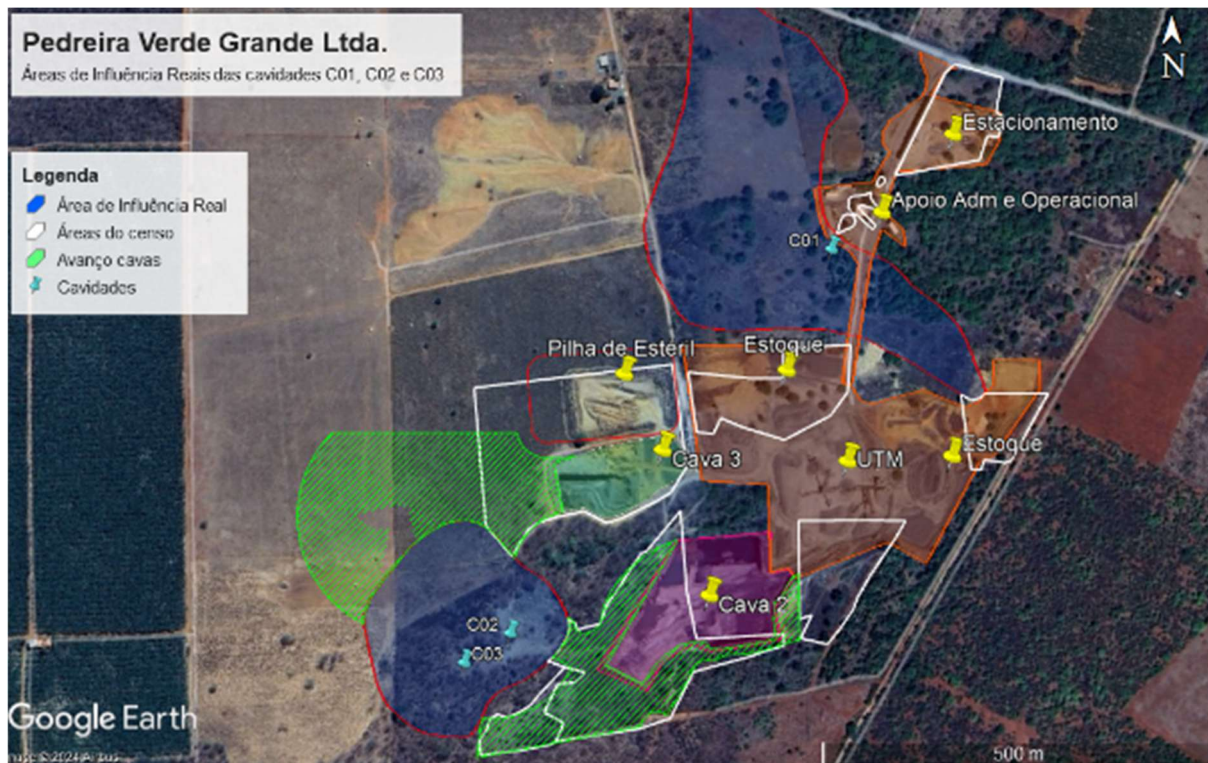 Pedreira Verde Grande Ltda.
Áreas de Influência Reais das cavidades C01, C02 e C03
N
Legenda
Área de Influência Real
Áreas do censo
Avanço cavas
Cavidades
Estacionamento
Apoio Adm e Operacional
C01
Pilha de Estéril
Estoque
Cava 3
UTM
Estoque
Cava 2
C02
C03
Google Earth
© 2024 Airbus
500 m